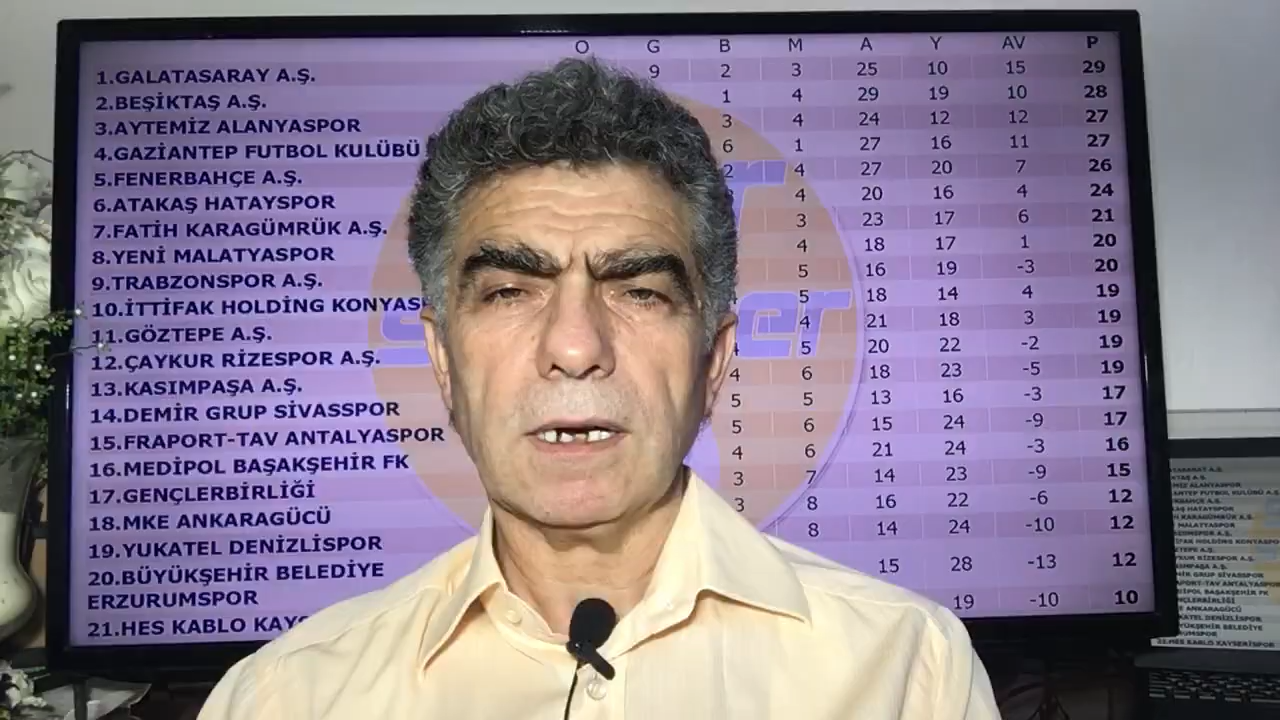 O G B M A Y AV P
1.GALATASARAY A.Ş. 9 2 3 25 10 15 29
2.BEŞİKTAŞ A.Ş. 1 4 29 19 10 28
3.AYTEMİZ ALANYASPOR 3 4 24 12 12 27
4.GAZİANTEP FUTBOL KULÜBÜ 6 1 27 16 11 27
5.FENERBAHÇE A.Ş. 2 4 27 20 7 26
6.ATAKAŞ HATAYSPOR 4 20 16 4 24
7.FATİH KARAGÜMRÜK A.Ş. 3 23 17 6 21
8.YENİ MALATYASPOR 4 18 17 1 20
9.TRABZONSPOR A.Ş. 5 16 19 -3 20
10.İTTİFAK HOLDİNG KONYAS 4 5 18 14 4 19
11.GÖZTEPE A.Ş. 4 21 18 3 19
12.ÇAYKUR RİZESPOR A.Ş. 4 5 20 22 -2 19
13.KASIMPAŞA A.Ş. 4 6 18 23 -5 19
14.DEMİR GRUP SİVASSPOR 5 5 13 16 -3 17
15.FRAPORT-TAV ANTALYASPOR 5 6 15 24 -9 17
16.MEDİPOL BAŞAKŞEHİR FK 4 6 21 24 -3 16
17.GENÇLERBİRLİĞİ 3 7 14 23 -9 15
18.MKE ANKARAGÜCÜ 3 8 16 22 -6 12
19.YUKATEL DENİZLİSPOR 8 14 24 -10 12
20.BÜYÜKŞEHİR BELEDİYE 15 28 -13 12
ERZURUMSPOR
21.HES KABLO KAY 19 -10 10